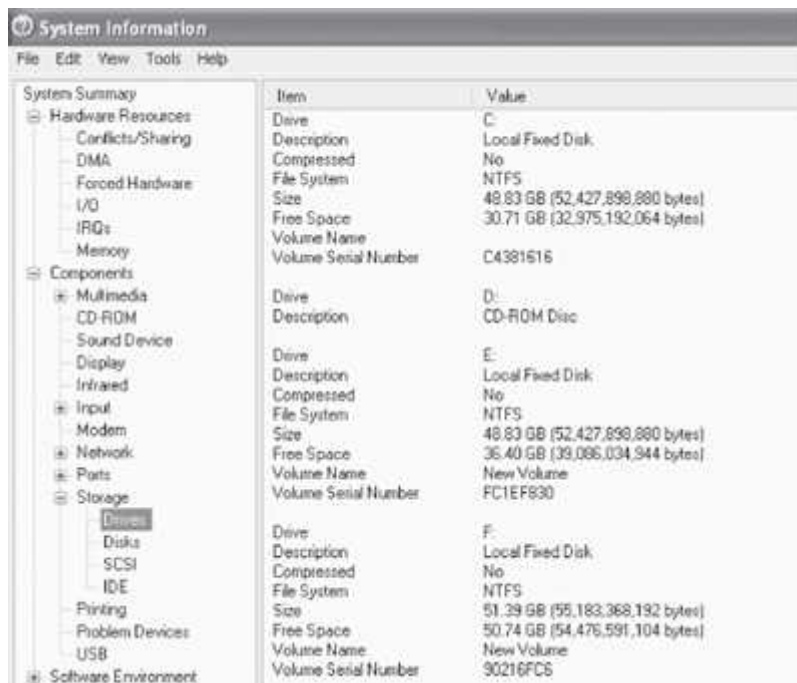 System Information
File Edit View Tools Help
System Summary
Hardware Resources
Conflicts/Sharing
DMA
Forced Hardware
I/O
IRQs
Memory
Components
Multimedia
CD-ROM
Sound Device
Display
Infrared
Input
Modem
Network
Ports
Storage
Drives
Disks
SCSI
IDE
Printing
Problem Devices
USB
Software Environment
Item Value
Drive C:
Description Local Fixed Disk
Compressed No
File System NTFS
Size 48.83 GB (52,427,898,880 bytes)
Free Space 30.71 GB (32,975,192,064 bytes)
Volume Name
Volume Serial Number C4381616
Drive D:
Description CD-ROM Disc
Drive E:
Description Local Fixed Disk
Compressed No
File System NTFS
Size 48.83 GB (52,427,898,880 bytes)
Free Space 36.40 GB (39,086,034,944 bytes)
Volume Name New Volume
Volume Serial Number FC1EF830
Drive F:
Description Local Fixed Disk
Compressed No
File System NTFS
Size 51.39 GB (55,183,368,192 bytes)
Free Space 50.74 GB (54,476,591,104 bytes)
Volume Name New Volume
Volume Serial Number 90216FC6